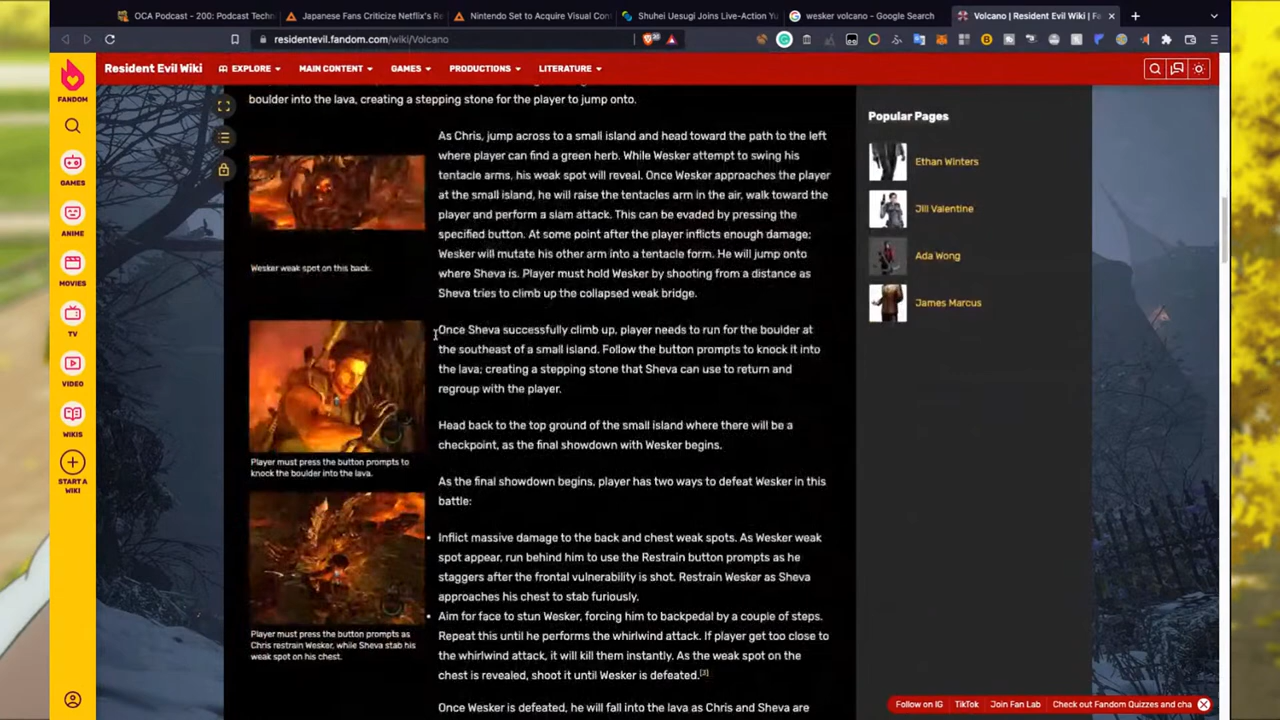 OCA Podcast - 200: Podcast Techn
Japanese Fans Criticize Netflix's Re
Nintendo Set to Acquire Visual Con
Shuhei Uesugi Joins Live-Action Yu
wesker volcano - Google Search
Volcano | Resident Evil Wiki | Fa
residentevil.fandom.com/wiki/Volcano
Resident Evil Wiki
EXPLORE
MAIN CONTENT
GAMES
PRODUCTIONS
LITERATURE
FANDOM
GAMES
ANIME
MOVIES
TV
VIDEO
WIKIS
START A
WIKI
boulder into the lava, creating a stepping stone for the player to jump onto.
As Chris, jump across to a small island and head toward the path to the left
where player can find a green herb. While Wesker attempt to swing his
tentacle arms, his weak spot will reveal. Once Wesker approaches the player
at the small island, he will raise the tentacles arm in the air, walk toward the
player and perform a slam attack. This can be evaded by pressing the
specified button. At some point after the player inflicts enough damage;
Wesker will mutate his other arm into a tentacle form. He will jump onto
where Sheva is. Player must hold Wesker by shooting from a distance as
Sheva tries to climb up the collapsed weak bridge.
Wesker weak spot on this back.
Once Sheva successfully climb up, player needs to run for the boulder at
the southeast of a small island. Follow the button prompts to knock it into
the lava; creating a stepping stone that Sheva can use to return and
regroup with the player.
Player must press the button prompts to
knock the boulder into the lava.
Head back to the top ground of the small island where there will be a
checkpoint, as the final showdown with Wesker begins.
As the final showdown begins, player has two ways to defeat Wesker in this
battle:
Inflict massive damage to the back and chest weak spots. As Wesker weak
spot appear, run behind him to use the Restrain button prompts as he
staggers after the frontal vulnerability is shot. Restrain Wesker as Sheva
approaches his chest to stab furiously.
Aim for face to stun Wesker, forcing him to backpedal by a couple of steps.
Repeat this until he performs the whirlwind attack. If player get too close to
the whirlwind attack, it will kill them instantly. As the weak spot on the
chest is revealed, shoot it until Wesker is defeated.[3]
Player must press the button prompts as
Chris restrain Wesker, while Sheva stab his
weak spot on his chest.
Once Wesker is defeated, he will fall into the lava as Chris and Sheva are
Popular Pages
Ethan Winters
Jill Valentine
Ada Wong
James Marcus
Follow on IG
TikTok
Join Fan Lab
Check out Fandom Quizzes and cha